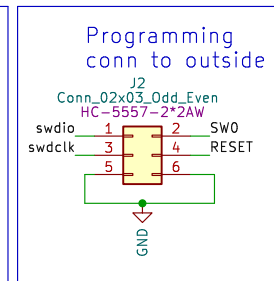 Programming
conn to outside
J2
Conn_02x03_Odd_Even
HC-5557-2*2AW
swdio 1 2 SWO
swdclk 3 4 RESET
5 6
GND